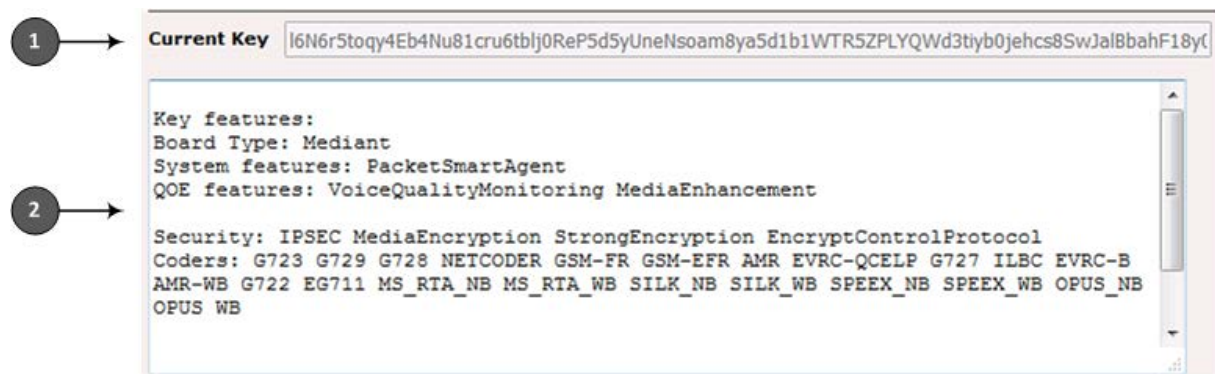 1
Current Key l6N6r5toqy4Eb4Nu81cru6tblj0ReP5d5yUneNsoam8ya5d1b1WTR5ZPLYQWd3tiyb0jehcs8SwJalBbahF18y(
Key features:
Board Type: Mediant
System features: PacketSmartAgent
QOE features: VoiceQualityMonitoring MediaEnhancement
2
Security: IPSEC MediaEncryption StrongEncryption EncryptControlProtocol
Coders: G723 G729 G728 NETCODER GSM-FR GSM-EFR AMR EVRC-QCELP G727 ILBC EVRC-B
AMR-WB G722 EG711 MS_RTA_NB MS_RTA_WB SILK_NB SILK_WB SPEEX_NB SPEEX_WB OPUS_NB
OPUS WB